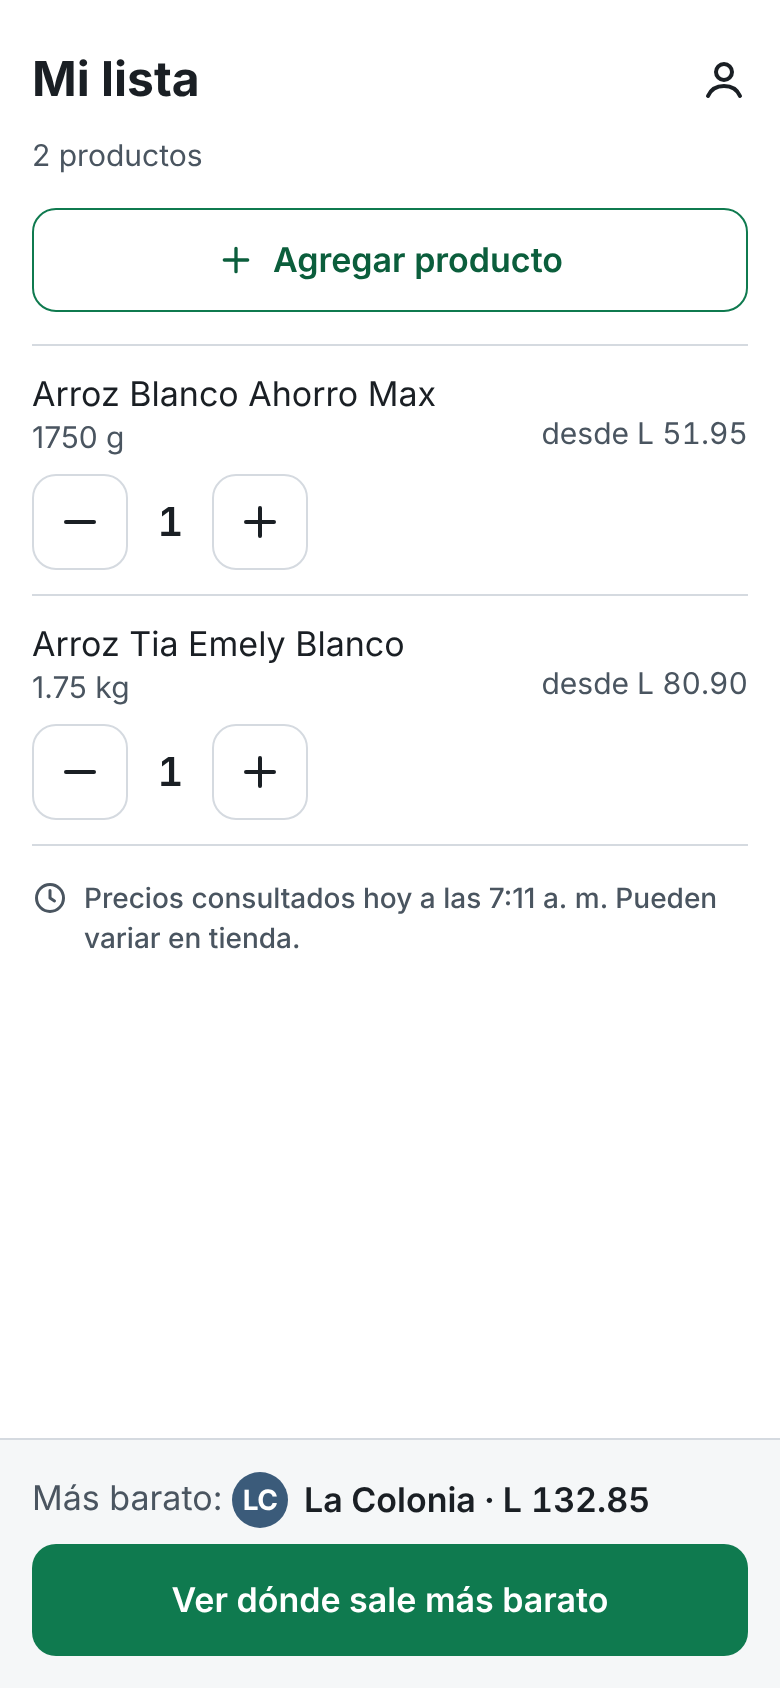 Mi lista
2 productos
+ Agregar producto
Arroz Blanco Ahorro Max
1750 g
desde L 51.95
− 1 +
Arroz Tia Emely Blanco
1.75 kg
desde L 80.90
− 1 +
Precios consultados hoy a las 7:11 a. m. Pueden
variar en tienda.
Más barato: LC La Colonia · L 132.85
Ver dónde sale más barato